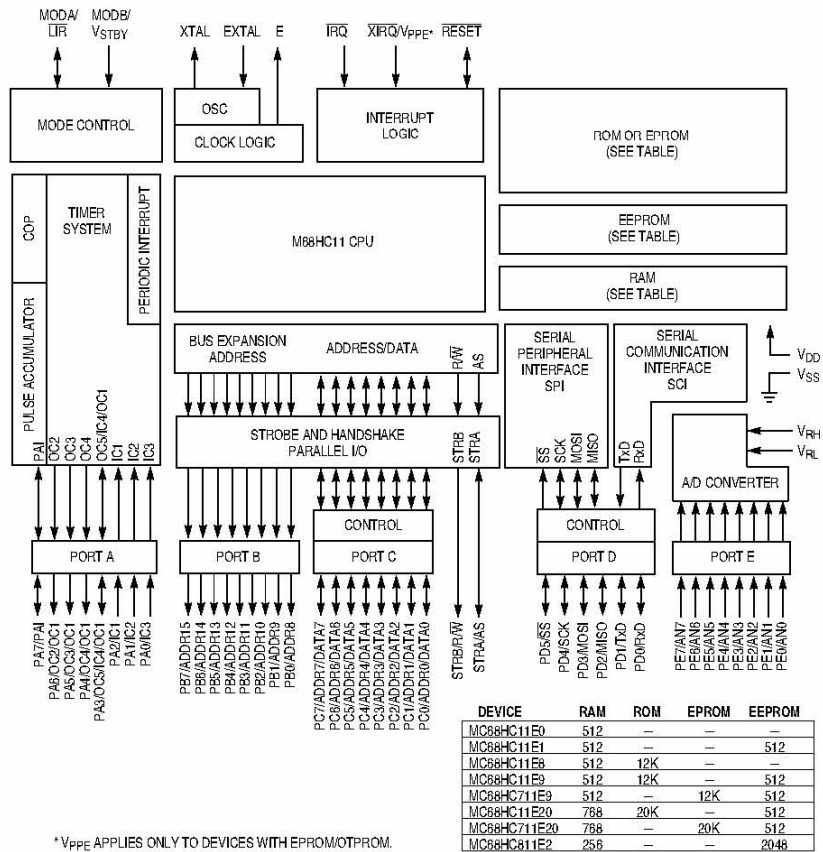 MODA/ MODB/
LIR VSTBY
XTAL EXTAL E
IRQ XIRQ/VPPE* RESET
MODE CONTROL
OSC
CLOCK LOGIC
INTERRUPT
LOGIC
ROM OR EPROM
(SEE TABLE)
COP
TIMER
SYSTEM
PERIODIC INTERRUPT
M68HC11 CPU
EEPROM
(SEE TABLE)
RAM
(SEE TABLE)
PULSE ACCUMULATOR
BUS EXPANSION
ADDRESS
ADDRESS/DATA
R/W
AS
SERIAL
PERIPHERAL
INTERFACE
SPI
SERIAL
COMMUNICATION
INTERFACE
SCI
VDD
VSS
PAI
OC2
OC3
OC4
OC5/IC4/OC1
IC1
IC2
IC3
STROBE AND HANDSHAKE
PARALLEL I/O
STRB
STRA
SS
SCK
MOSI
MISO
TxD
RxD
VRH
VRL
A/D CONVERTER
CONTROL
CONTROL
PORT A
PORT B
PORT C
PORT D
PORT E
PA7/PAI
PA6/OC2/OC1
PA5/OC3/OC1
PA4/OC4/OC1
PA3/OC5/IC4/OC1
PA2/IC1
PA1/IC2
PA0/IC3
PB7/ADDR15
PB6/ADDR14
PB5/ADDR13
PB4/ADDR12
PB3/ADDR11
PB2/ADDR10
PB1/ADDR9
PB0/ADDR8
PC7/ADDR7/DATA7
PC6/ADDR6/DATA6
PC5/ADDR5/DATA5
PC4/ADDR4/DATA4
PC3/ADDR3/DATA3
PC2/ADDR2/DATA2
PC1/ADDR1/DATA1
PC0/ADDR0/DATA0
STRB/R/W
STRA/AS
PD5/SS
PD4/SCK
PD3/MOSI
PD2/MISO
PD1/TxD
PD0/RxD
PE7/AN7
PE6/AN6
PE5/AN5
PE4/AN4
PE3/AN3
PE2/AN2
PE1/AN1
PE0/AN0
DEVICE RAM ROM EPROM EEPROM
MC68HC11E0 512 — — —
MC68HC11E1 512 — — 512
MC68HC11E8 512 12K — —
MC68HC11E9 512 12K — 512
MC68HC711E9 512 — 12K 512
MC68HC11E20 768 20K — 512
MC68HC711E20 768 — 20K 512
MC68HC811E2 256 — — 2048
* VPPE APPLIES ONLY TO DEVICES WITH EPROM/OTPROM.